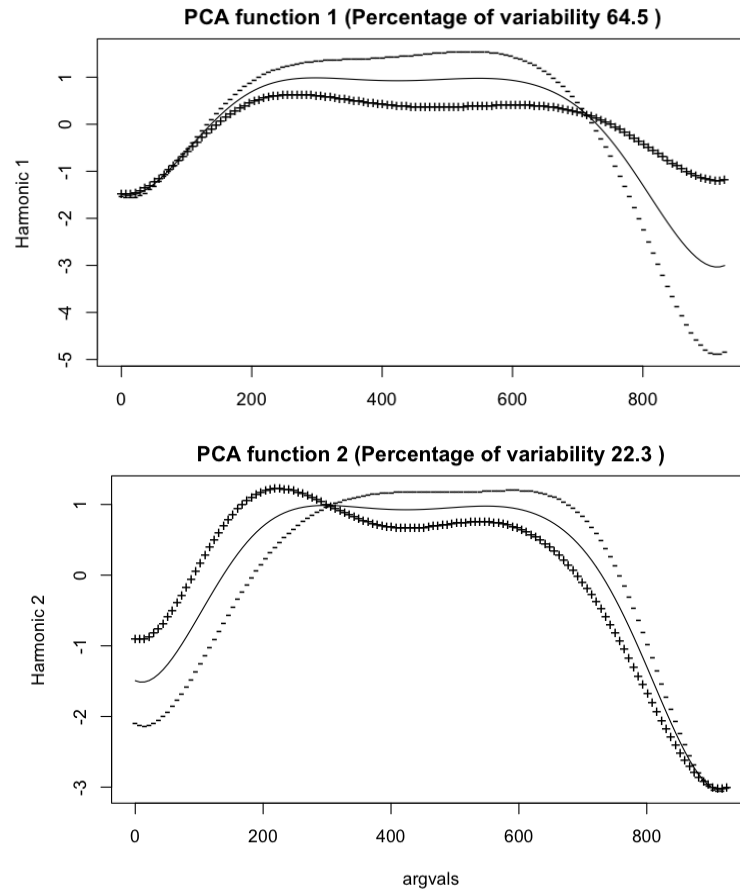 PCA function 1 (Percentage of variability 64.5 )
Harmonic 1
1
0
-1
-2
-3
-4
-5
0 200 400 600 800
PCA function 2 (Percentage of variability 22.3 )
Harmonic 2
1
0
-1
-2
-3
0 200 400 600 800
argvals